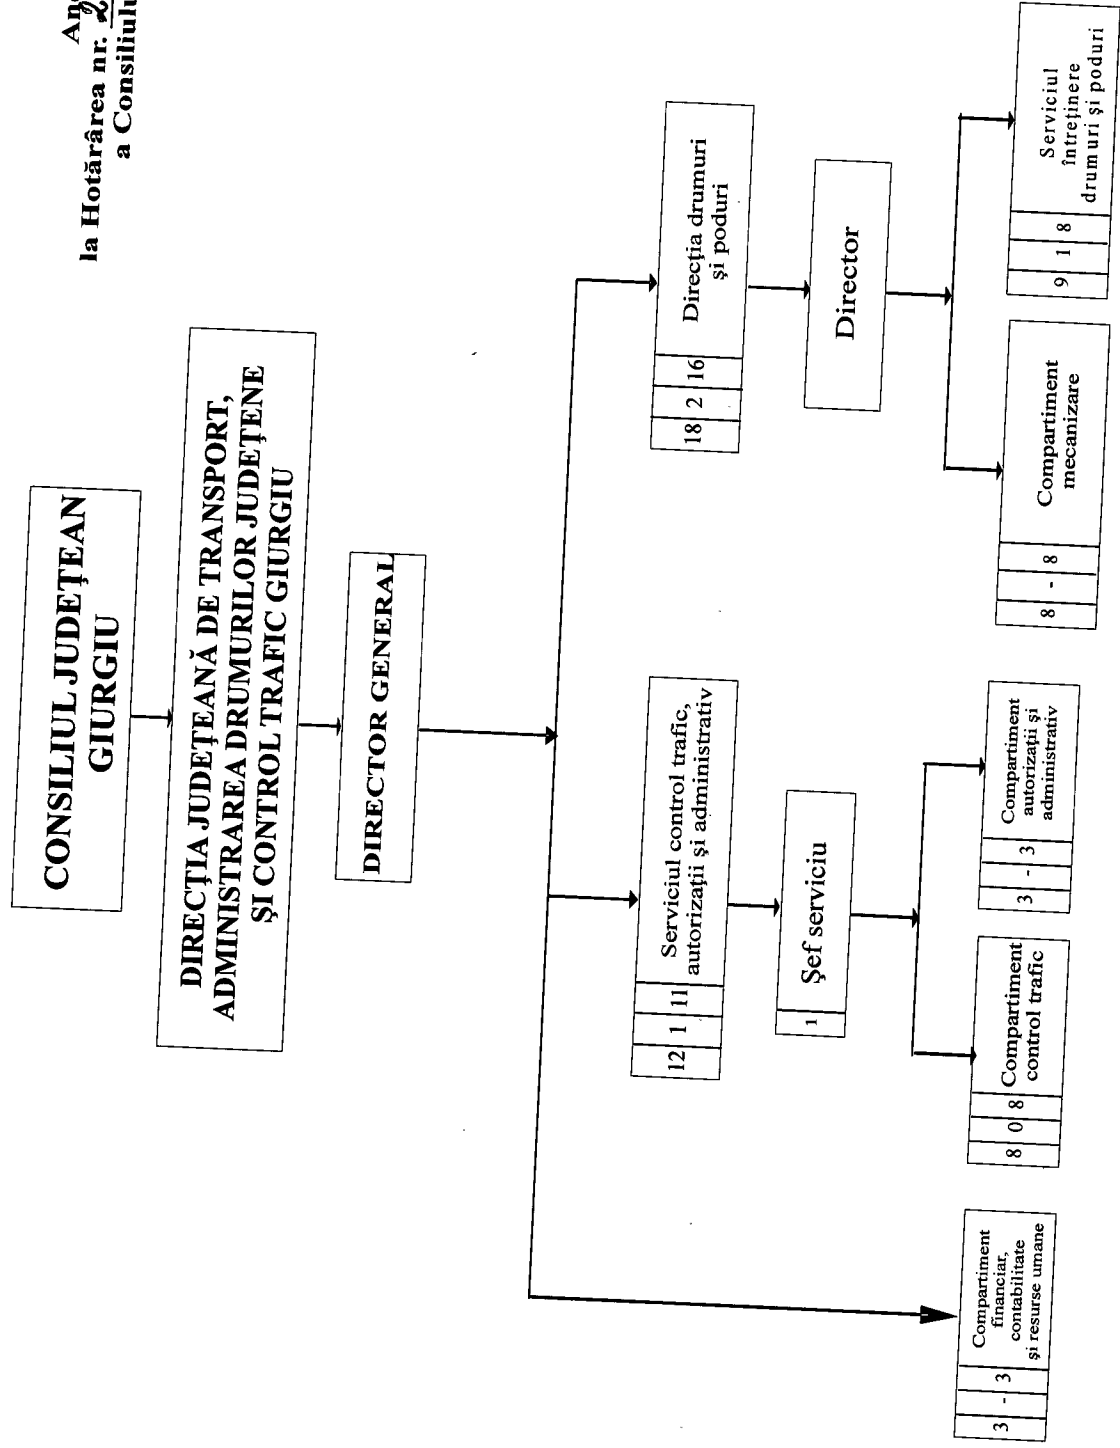 la Hotărârea nr.
a
CONSILIUL JUDEŢEAN
GIURGIU
DIRECŢIA JUDEŢEANĂ DE TRANSPORT,
ADMINISTRAREA DRUMURILOR JUDEŢENE
ŞI CONTROL TRAFIC GIURGIU
DIRECTOR GENERAL
12 1 11
Serviciul control trafic,
autorizaţii şi administrativ
18 2 16
Direcţia drumuri
şi poduri
1 Şef serviciu
Director
3 - 3
Compartiment
financiar,
contabilitate
şi resurse umane
8 0 8
Compartiment
control trafic
3 - 3
Compartiment
autorizaţii şi
administrativ
8 - 8
Compartiment
mecanizare
9 1 8
Serviciul
întreţinere
drumuri şi poduri